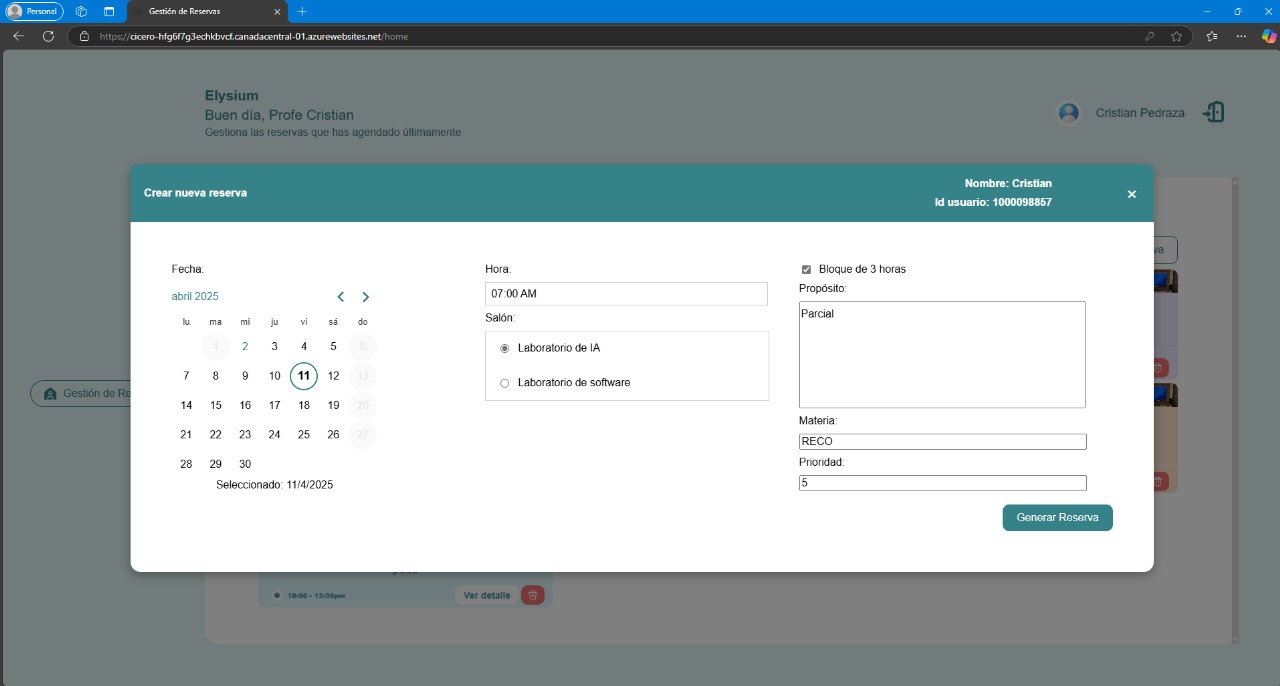 Personal
Gestión de Reservas
https://cicero-hfg6f7g3echkbvcf.canadacentral-01.azurewebsites.net/home
Elysium
Buen día, Profe Cristian
Gestiona las reservas que has agendado últimamente
Cristian Pedraza
Crear nueva reserva
Nombre: Cristian
Id usuario: 1000098857
Fecha:
abril 2025
lu ma mi ju vi sá do
1 2 3 4 5 6
7 8 9 10 11 12 13
14 15 16 17 18 19 20
21 22 23 24 25 26 27
28 29 30
Seleccionado: 11/4/2025
Hora:
07:00 AM
Salón:
Laboratorio de IA
Laboratorio de software
Bloque de 3 horas
Propósito:
Parcial
Materia:
RECO
Prioridad:
5
Generar Reserva
va
Gestión de Re
10:00 - 13:00pm
Ver detalle